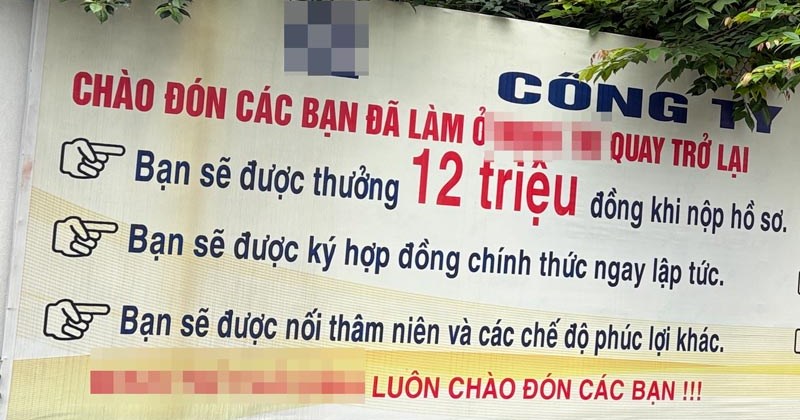 CÔNG TY
CHÀO ĐÓN CÁC BẠN ĐÃ LÀM Ở QUAY TRỞ LẠI
Bạn sẽ được thưởng 12 triệu đồng khi nộp hồ sơ.
Bạn sẽ được ký hợp đồng chính thức ngay lập tức.
Bạn sẽ được nối thâm niên và các chế độ phúc lợi khác.
LUÔN CHÀO ĐÓN CÁC BẠN !!!